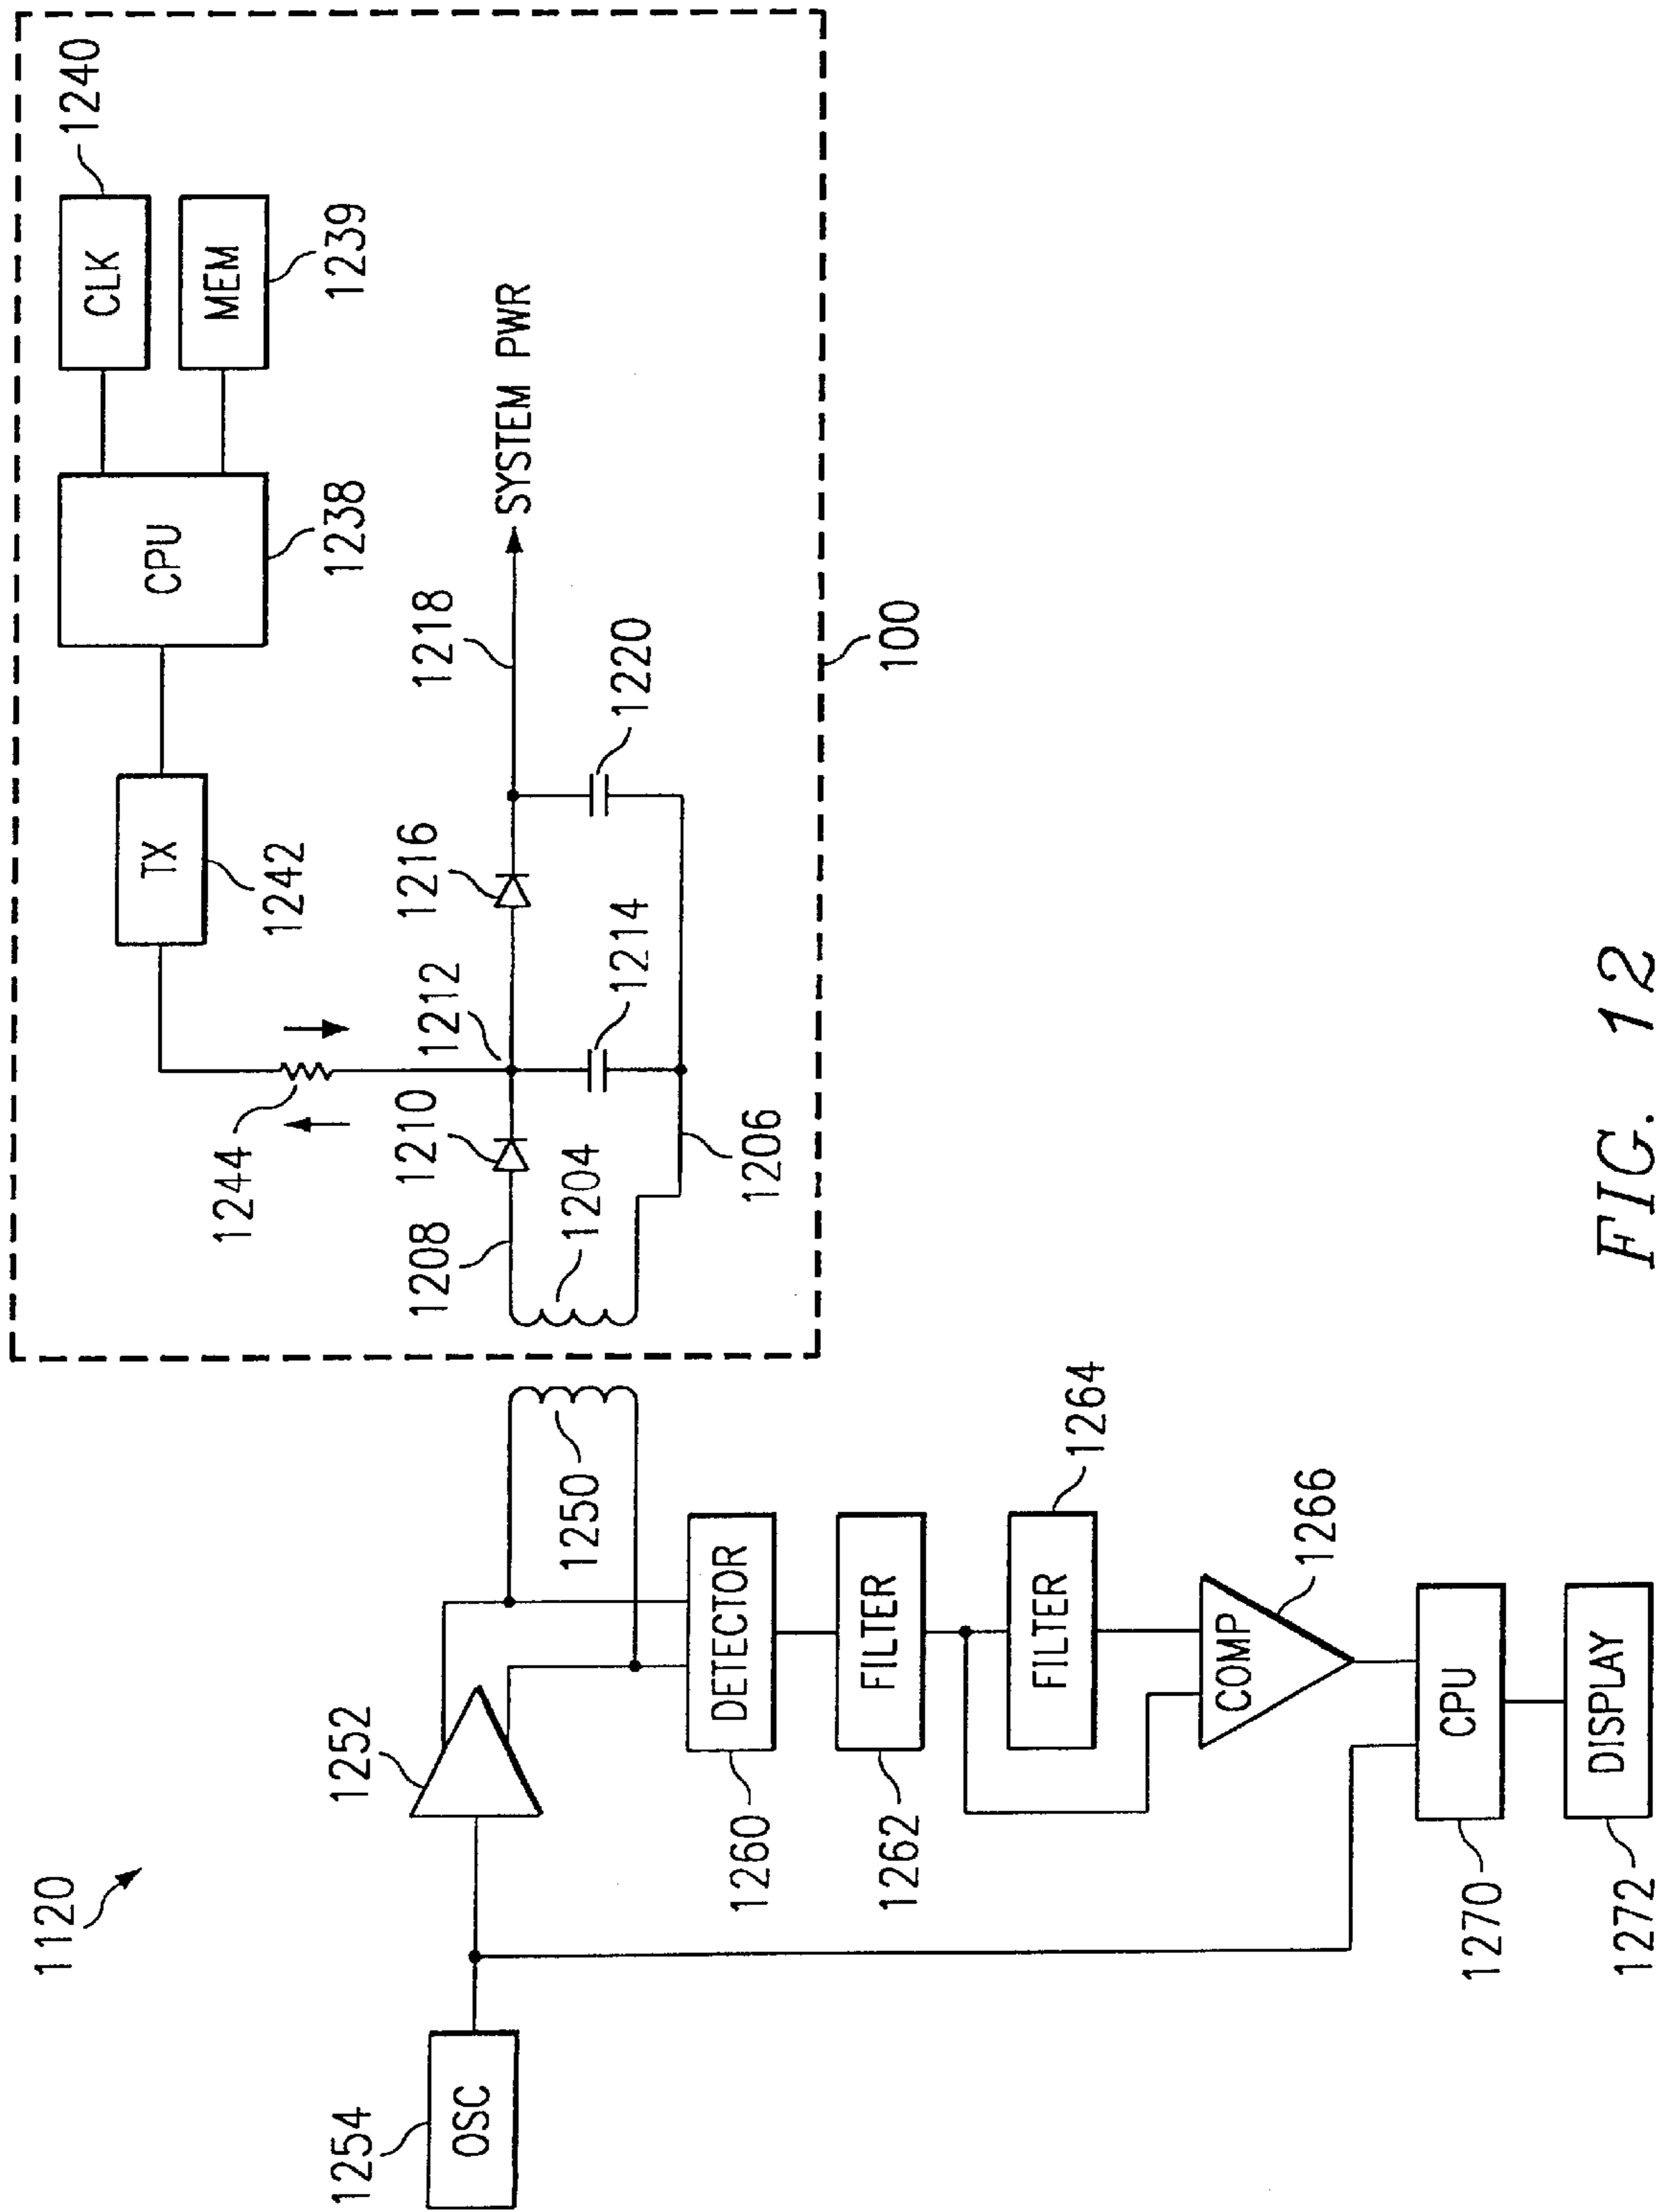 1120
1254
OSC
1252
1250
1260
DETECTOR
1262
FILTER
1264
FILTER
COMP
1266
1270
CPU
1272
DISPLAY
1240
CLK
MEM
1239
CPU
1238
TX
1242
1244
1208
1204
1210
1212
1214
1216
1218
SYSTEM PWR
1220
1206
100
FIG. 12